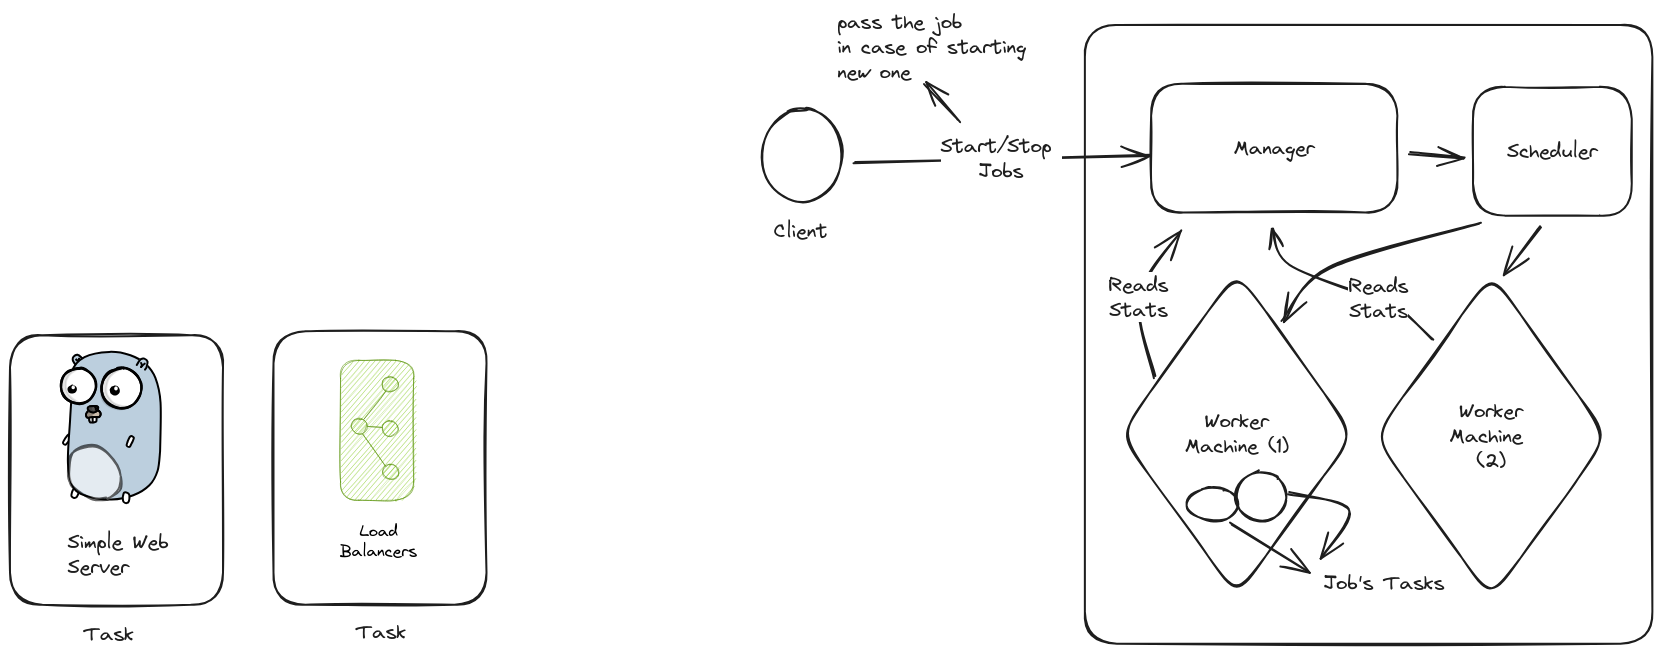 pass the job
in case of starting
new one
Start/Stop
Jobs
Client
Manager
Scheduler
Reads
Stats
Reads
Stats
Worker
Machine (1)
Worker
Machine
(2)
Job's Tasks
Simple Web
Server
Task
Load
Balancers
Task